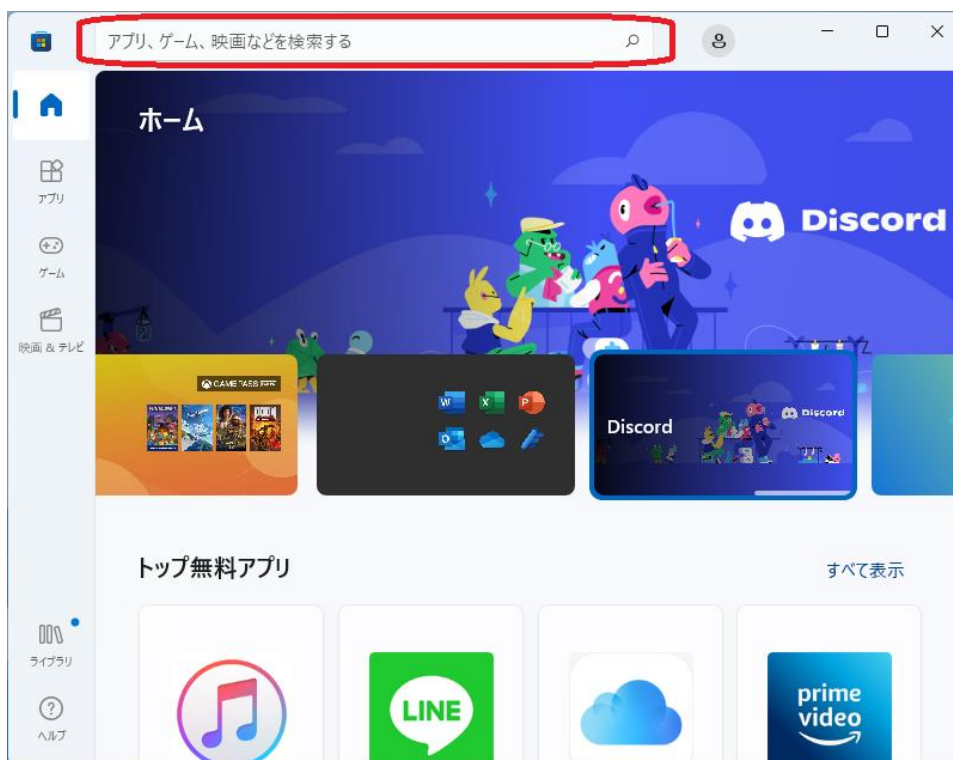 アプリ、ゲーム、映画などを検索する
ホーム
アプリ
ゲーム
映画 & テレビ
Discord
GAME PASS
DOOM
W
X
P
O
Discord
Discord
トップ無料アプリ
すべて表示
ライブラリ
ヘルプ
LINE
prime
video